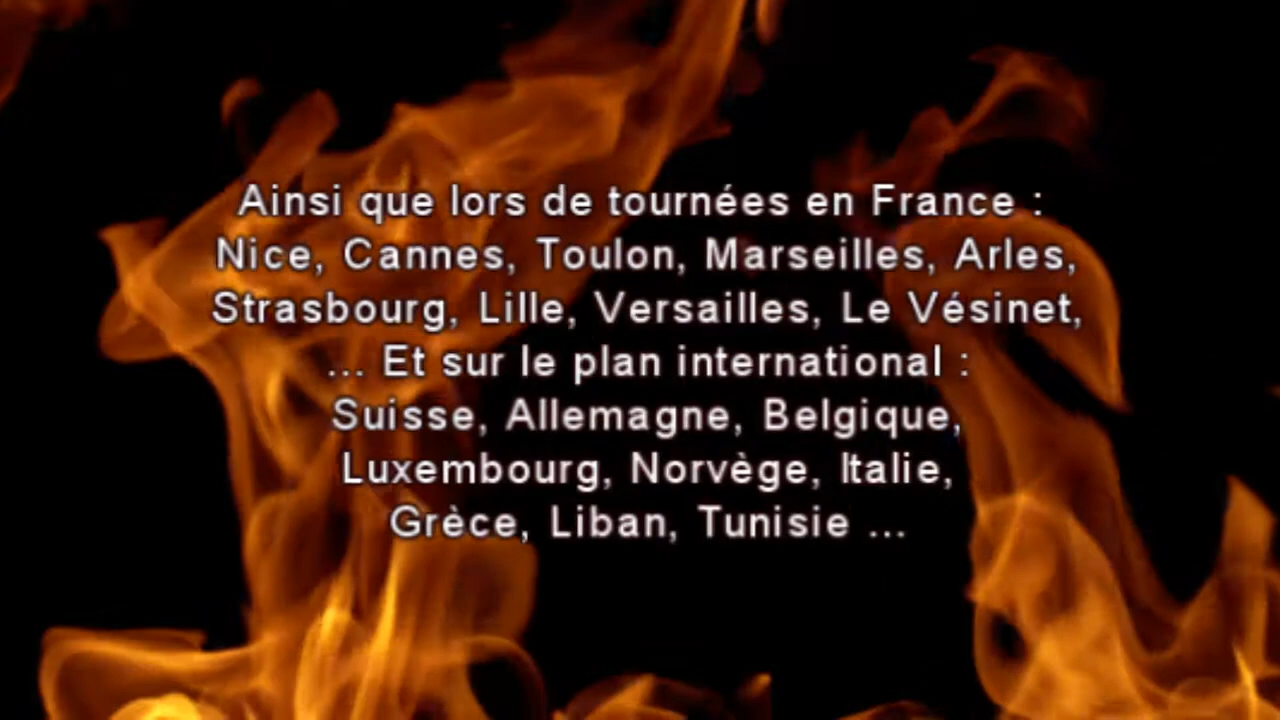 Ainsi que lors de tournées en France :
Nice, Cannes, Toulon, Marseilles, Arles,
Strasbourg, Lille, Versailles, Le Vésinet,
... Et sur le plan international :
Suisse, Allemagne, Belgique,
Luxembourg, Norvège, Italie,
Grèce, Liban, Tunisie ...